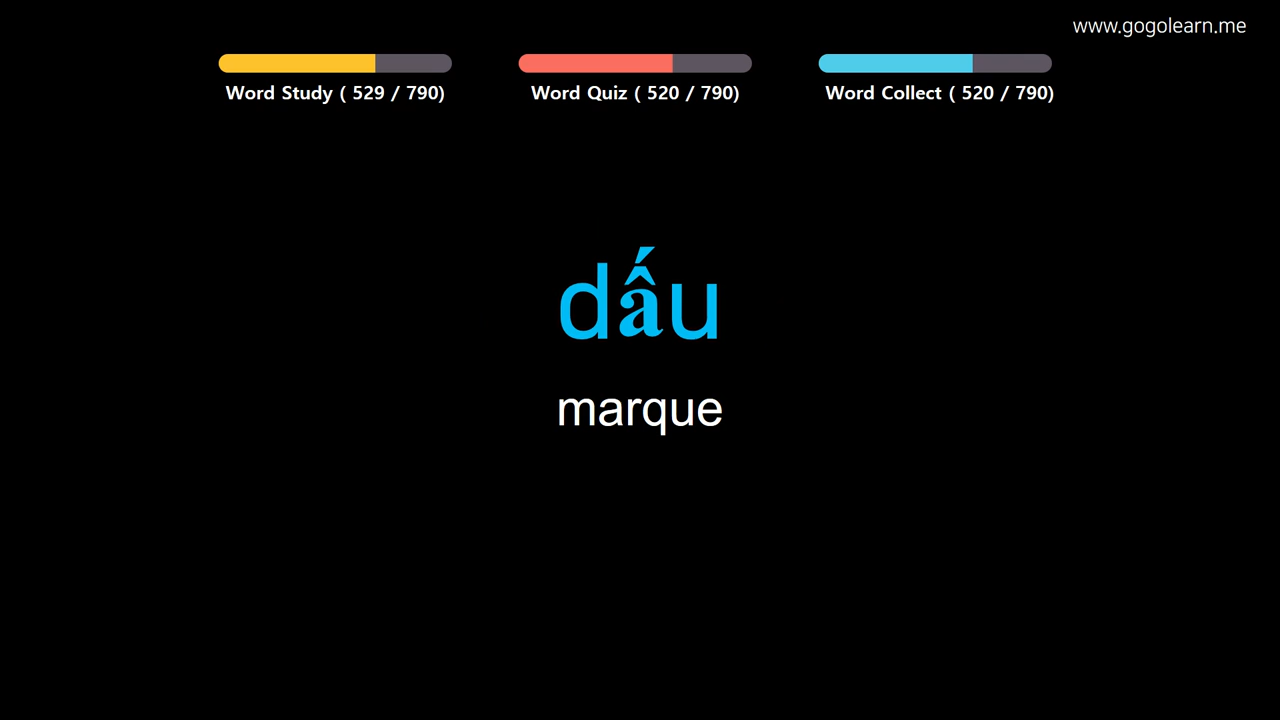 www.gogolearn.me
Word Study ( 529 / 790)
Word Quiz ( 520 / 790)
Word Collect ( 520 / 790)
dấu
marque